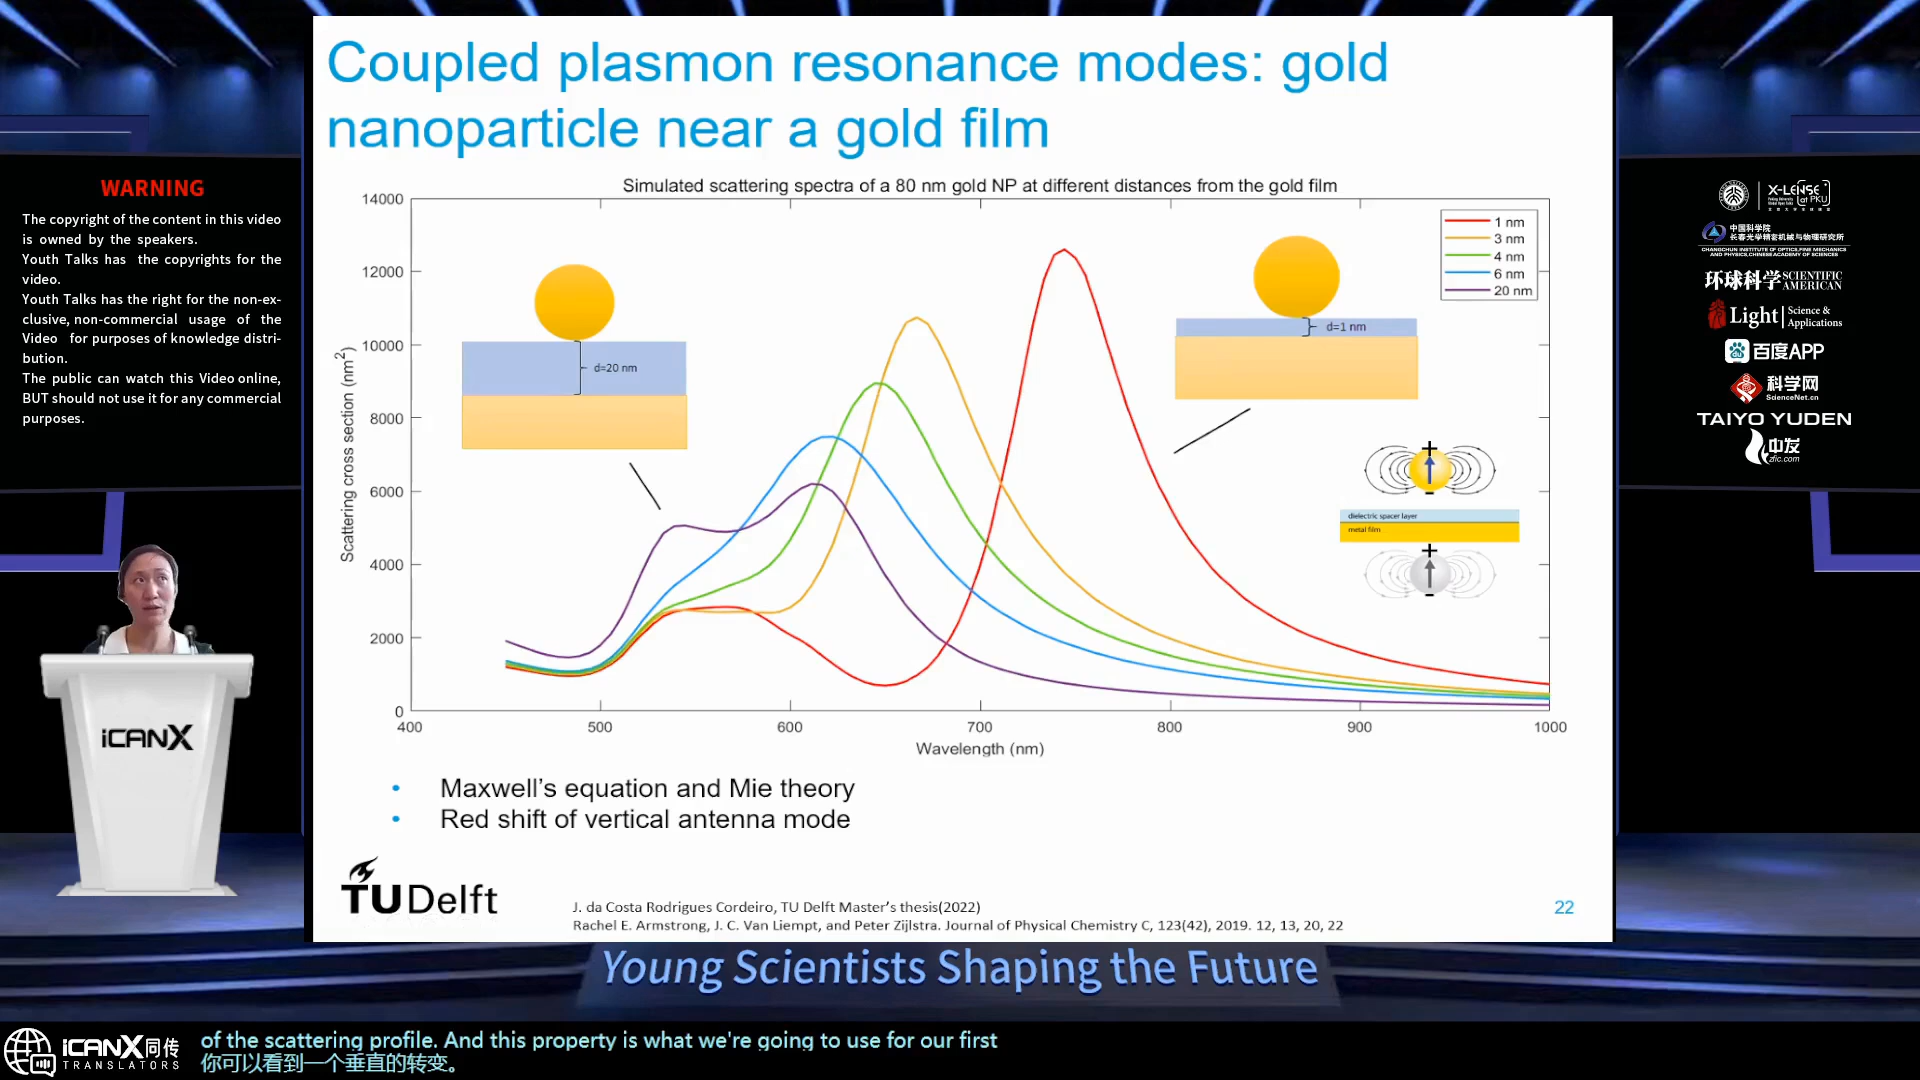 Coupled plasmon resonance modes: gold
nanoparticle near a gold film
WARNING
The copyright of the content in this video
is owned by the speakers.
Youth Talks has the copyrights for the
video.
Youth Talks has the right for the non-ex-
clusive, non-commercial usage of the
Video for purposes of knowledge distri-
bution.
The public can watch this Video online,
BUT should not use it for any commercial
purposes.
Simulated scattering spectra of a 80 nm gold NP at different distances from the gold film
Scattering cross section (nm²)
14000
12000
10000
8000
6000
4000
2000
0
400
500
600
700
800
900
1000
Wavelength (nm)
1 nm
3 nm
4 nm
6 nm
20 nm
d=20 nm
d=1 nm
+
-
dielectric spacer layer
metal film
+
-
• Maxwell's equation and Mie theory
• Red shift of vertical antenna mode
TU Delft
J. da Costa Rodrigues Cordeiro, TU Delft Master's thesis(2022)
Rachel E. Armstrong, J. C. Van Liempt, and Peter Zijlstra. Journal of Physical Chemistry C, 123(42), 2019. 12, 13, 20, 22
22
X-LENSE
at PKU
中国科学院
长春光学精密机械与物理研究所
CHANGCHUN INSTITUTE OF OPTICS,FINE MECHANICS
AND PHYSICS,CHINESE ACADEMY OF SCIENCES
环球科学 SCIENTIFIC AMERICAN
Light Science & Applications
百度APP
科学网
ScienceNet.cn
TAIYO YUDEN
中发
zfic.com
iCANX
Young Scientists Shaping the Future
iCANX同传
TRANSLATORS
of the scattering profile. And this property is what we're going to use for our first
你可以看到一个垂直的转变。